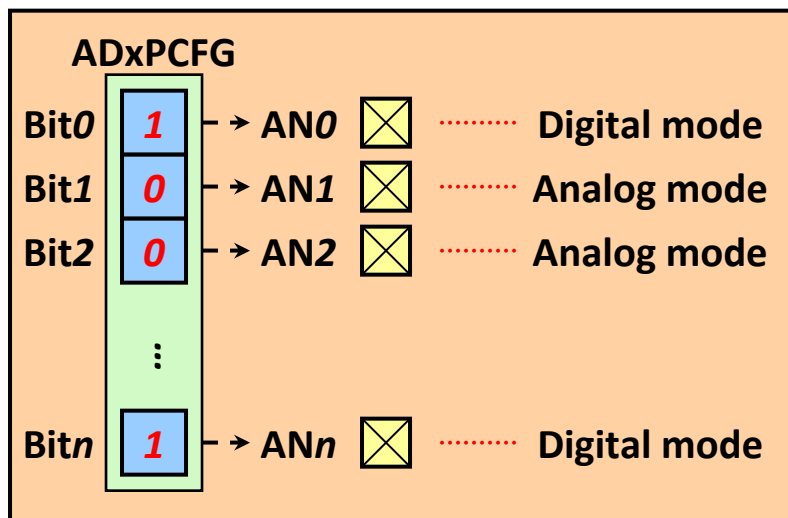 ADxPCFG
Bit0 1 AN0 Digital mode
Bit1 0 AN1 Analog mode
Bit2 0 AN2 Analog mode
...
Bitn 1 ANn Digital mode